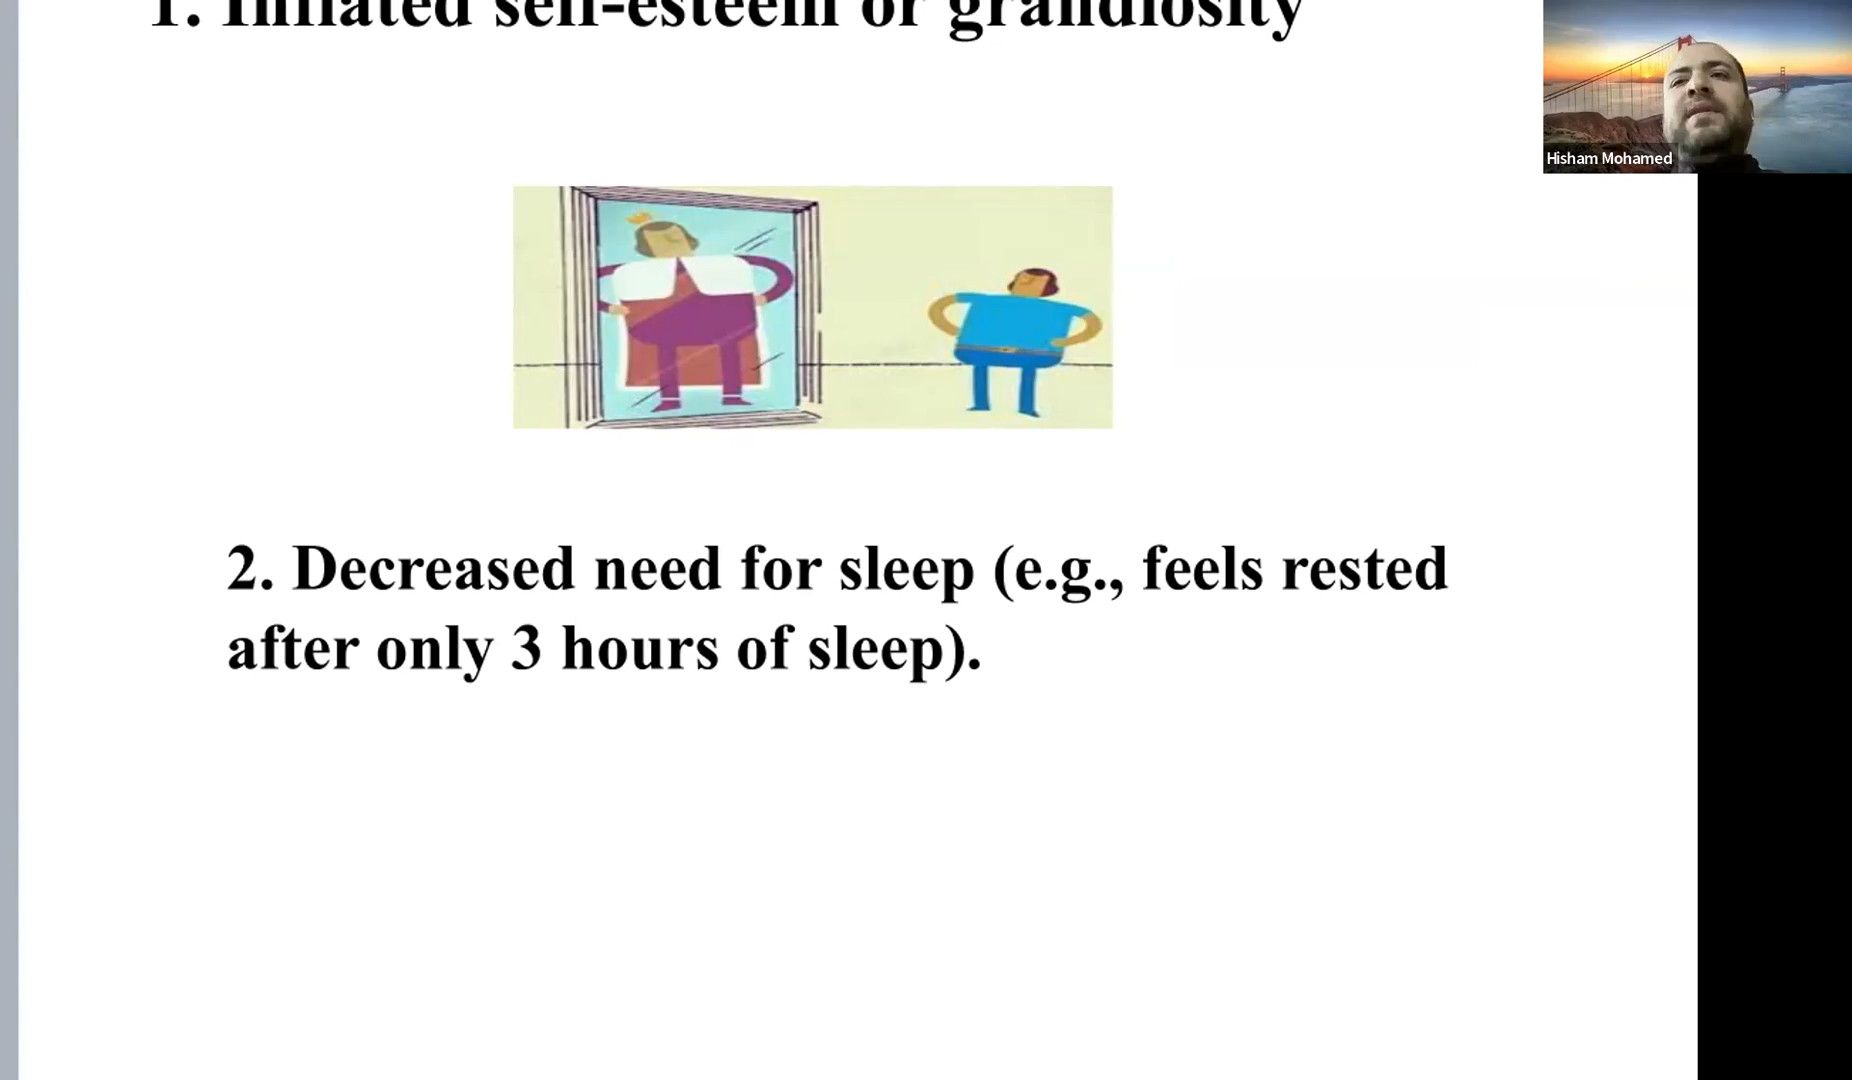 1. Inflated self-esteem or grandiosity
Hisham Mohamed
2. Decreased need for sleep (e.g., feels rested
after only 3 hours of sleep).